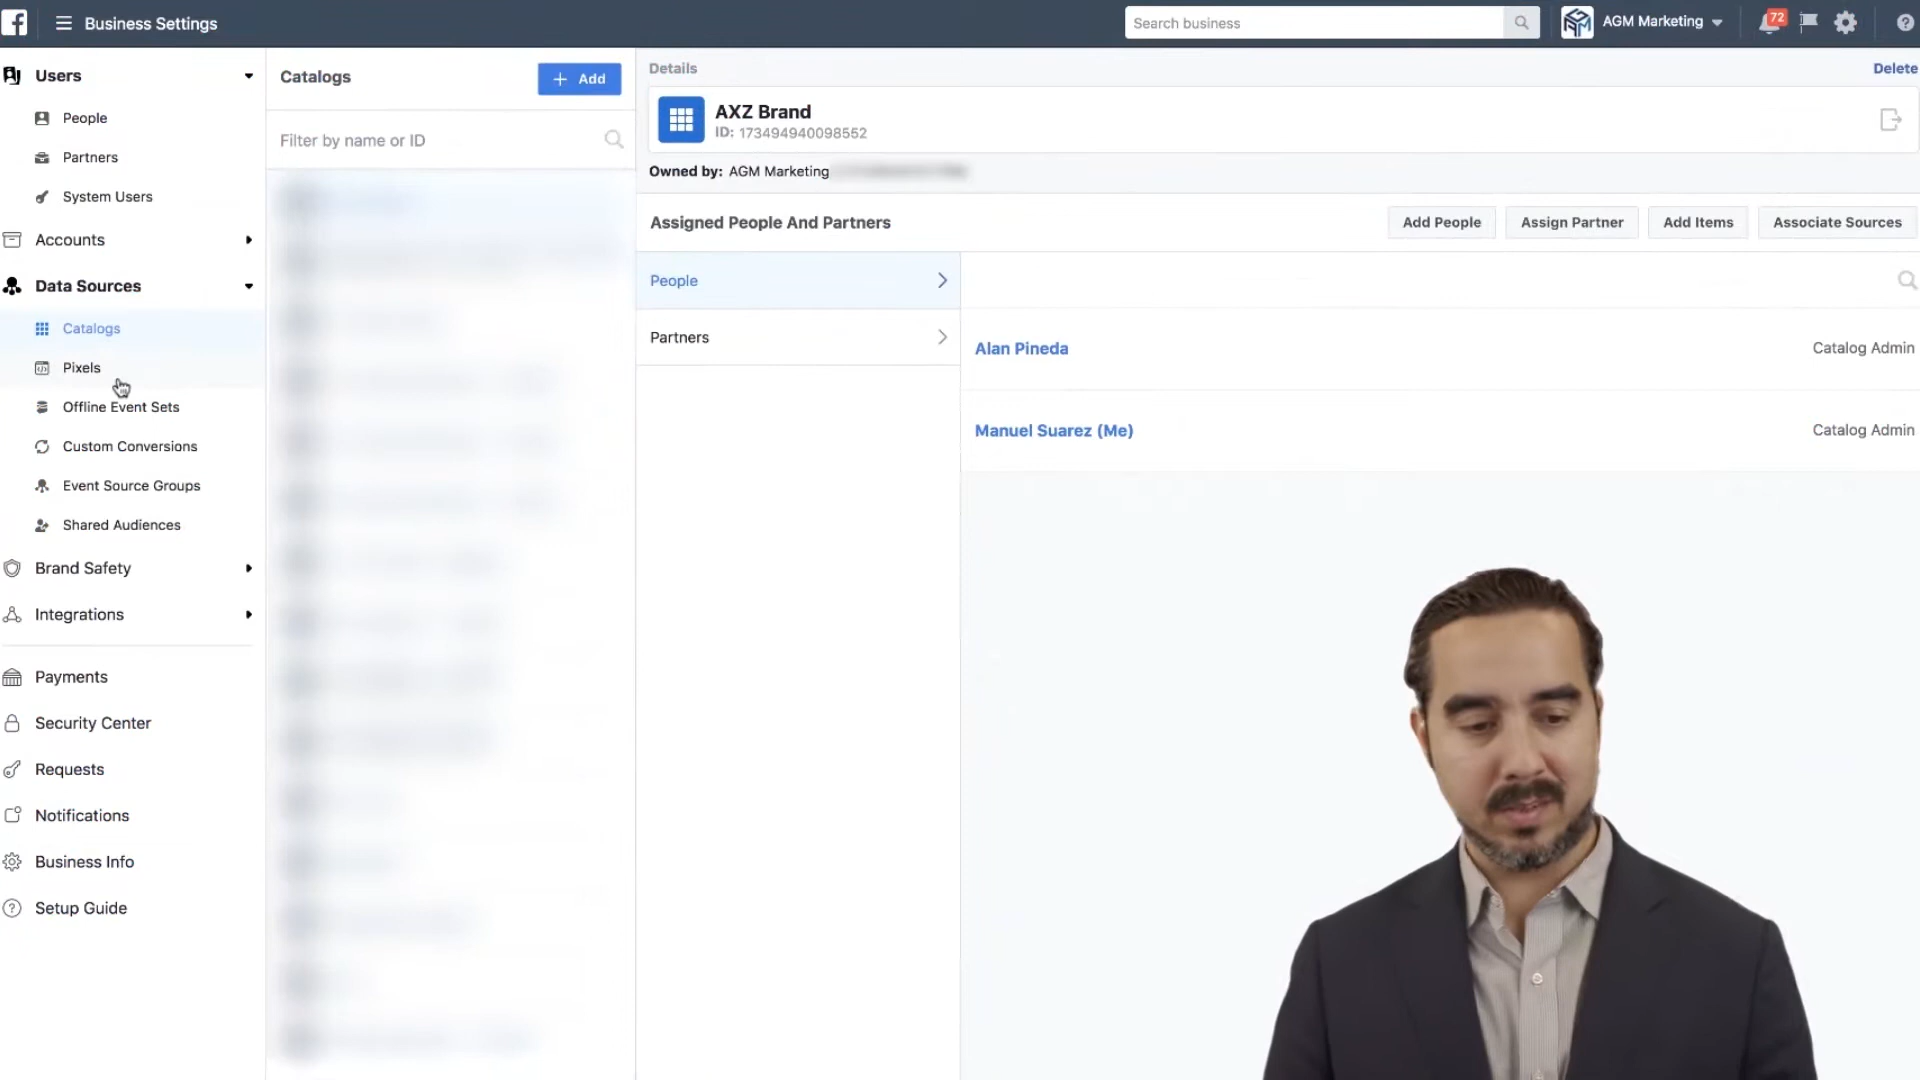 Business Settings
Search business
AGM Marketing
72
Users
People
Partners
System Users
Accounts
Data Sources
Catalogs
Pixels
Offline Event Sets
Custom Conversions
Event Source Groups
Shared Audiences
Brand Safety
Integrations
Payments
Security Center
Requests
Notifications
Business Info
Setup Guide
Catalogs
+ Add
Filter by name or ID
Details
Delete
AXZ Brand
ID: 173494940098552
Owned by: AGM Marketing
Assigned People And Partners
Add People
Assign Partner
Add Items
Associate Sources
People
Partners
Alan Pineda
Catalog Admin
Manuel Suarez (Me)
Catalog Admin